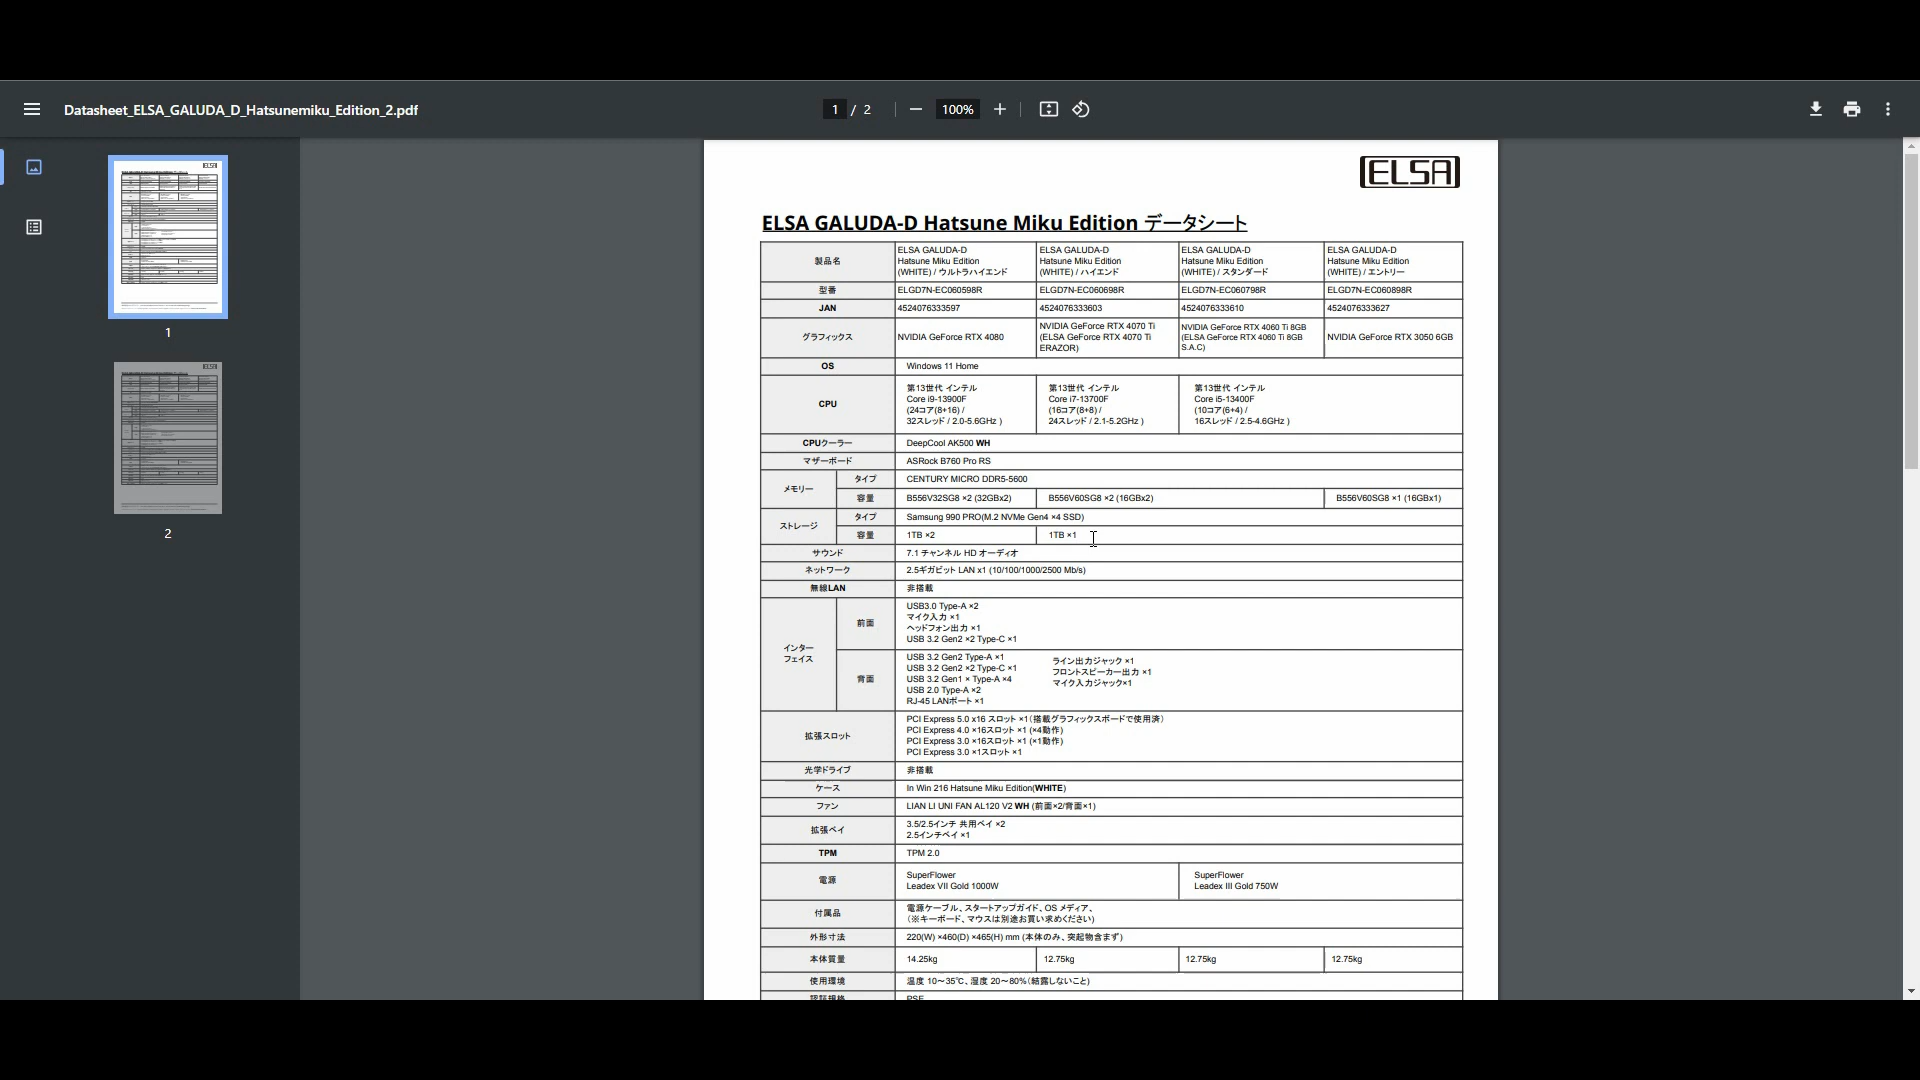 Datasheet_ELSA_GALUDA_D_Hatsunemiku_Edition_2.pdf
1 / 2
100%
1
2
ELSA
ELSA GALUDA-D Hatsune Miku Edition データシート
製品名
ELSA GALUDA-D
Hatsune Miku Edition
(WHITE) / ウルトラハイエンド
ELSA GALUDA-D
Hatsune Miku Edition
(WHITE) / ハイエンド
ELSA GALUDA-D
Hatsune Miku Edition
(WHITE) / スタンダード
ELSA GALUDA-D
Hatsune Miku Edition
(WHITE) / エントリー
型番 ELGD7N-EC060598R ELGD7N-EC060698R ELGD7N-EC060798R ELGD7N-EC060898R
JAN 4524076333597 4524076333603 4524076333610 4524076333627
グラフィックス
NVIDIA GeForce RTX 4080
NVIDIA GeForce RTX 4070 Ti
(ELSA GeForce RTX 4070 Ti
ERAZOR)
NVIDIA GeForce RTX 4060 Ti 8GB
(ELSA GeForce RTX 4060 Ti 8GB
S.A.C)
NVIDIA GeForce RTX 3050 6GB
OS Windows 11 Home
CPU
第13世代 インテル
Core i9-13900F
(24コア(8+16) /
32スレッド / 2.0-5.6GHz )
第13世代 インテル
Core i7-13700F
(16コア(8+8) /
24スレッド / 2.1-5.2GHz )
第13世代 インテル
Core i5-13400F
(10コア(6+4) /
16スレッド / 2.5-4.6GHz )
CPUクーラー DeepCool AK500 WH
マザーボード ASRock B760 Pro RS
メモリー
タイプ CENTURY MICRO DDR5-5600
容量 B556V32SG8 ×2 (32GBx2) B556V60SG8 ×2 (16GBx2) B556V60SG8 ×1 (16GBx1)
ストレージ
タイプ Samsung 990 PRO(M.2 NVMe Gen4 ×4 SSD)
容量 1TB ×2 1TB ×1
サウンド 7.1 チャンネル HD オーディオ
ネットワーク 2.5ギガビット LAN x1 (10/100/1000/2500 Mb/s)
無線LAN 非搭載
インター
フェイス
前面
USB3.0 Type-A ×2
マイク入力 ×1
ヘッドフォン出力 ×1
USB 3.2 Gen2 ×2 Type-C ×1
背面
USB 3.2 Gen2 Type-A ×1
USB 3.2 Gen2 ×2 Type-C ×1
USB 3.2 Gen1 × Type-A ×4
USB 2.0 Type-A ×2
RJ-45 LANポート ×1
ライン出力ジャック ×1
フロントスピーカー出力 ×1
マイク入力ジャック×1
拡張スロット
PCI Express 5.0 x16 スロット ×1(搭載グラフィックスボードで使用済)
PCI Express 4.0 ×16スロット ×1 (×4動作)
PCI Express 3.0 ×16スロット ×1 (×1動作)
PCI Express 3.0 ×1スロット ×1
光学ドライブ 非搭載
ケース In Win 216 Hatsune Miku Edition(WHITE)
ファン LIAN LI UNI FAN AL120 V2 WH (前面×2/背面×1)
拡張ベイ
3.5/2.5インチ 共用ベイ ×2
2.5インチベイ ×1
TPM TPM 2.0
電源
SuperFlower
Leadex VII Gold 1000W
SuperFlower
Leadex III Gold 750W
付属品
電源ケーブル、スタートアップガイド、OS メディア、
(※キーボード、マウスは別途お買い求めください)
外形寸法 220(W) ×460(D) ×465(H) mm (本体のみ、突起物含まず)
本体質量 14.25kg 12.75kg 12.75kg 12.75kg
使用環境 温度 10～35℃、湿度 20～80%(結露しないこと)
認証規格 PSE